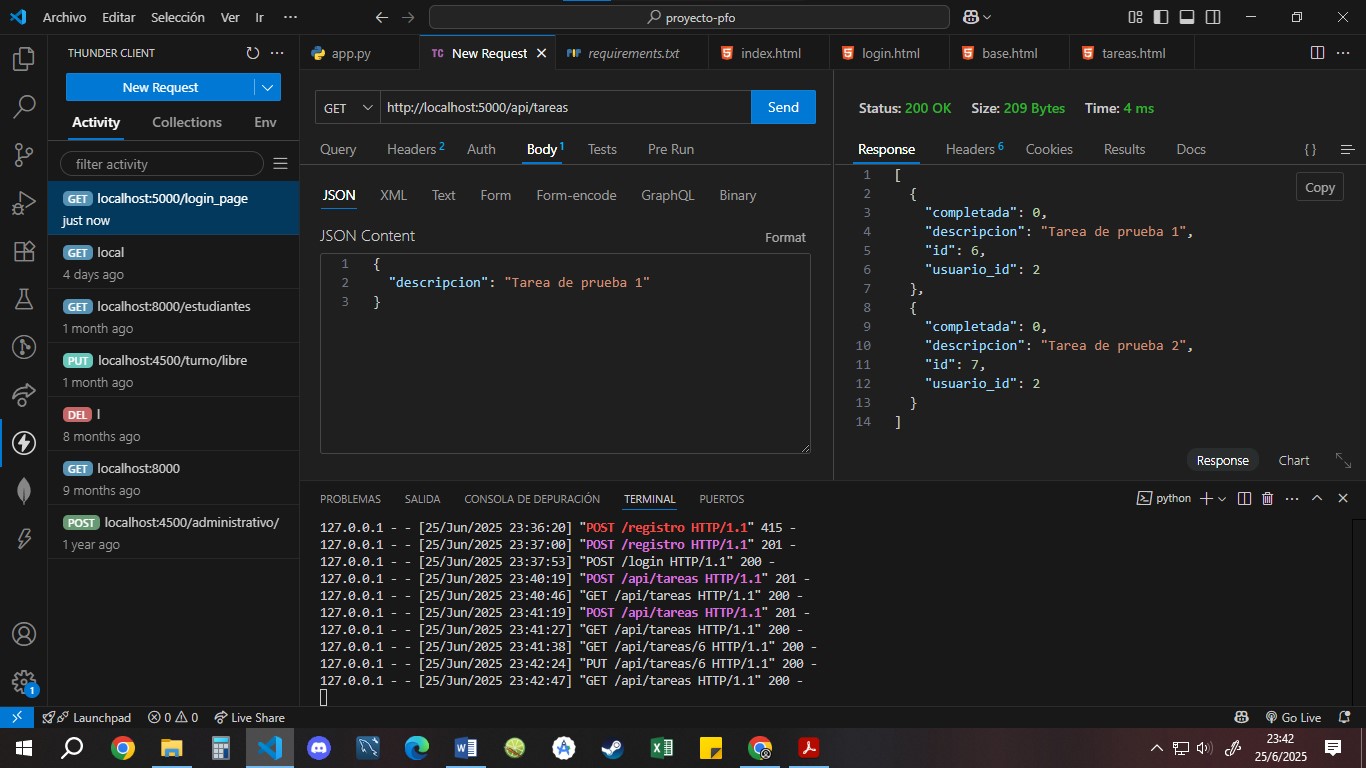 Archivo Editar Selección Ver Ir ··· proyecto-pfo
THUNDER CLIENT
New Request
Activity Collections Env
filter activity
GET localhost:5000/login_page
just now
GET local
4 days ago
GET localhost:8000/estudiantes
1 month ago
PUT localhost:4500/turno/libre
1 month ago
DEL l
8 months ago
GET localhost:8000
9 months ago
POST localhost:4500/administrativo/
1 year ago
app.py TC New Request requirements.txt index.html login.html base.html tareas.html
GET http://localhost:5000/api/tareas Send
Query Headers 2 Auth Body 1 Tests Pre Run
JSON XML Text Form Form-encode GraphQL Binary
JSON Content Format
1 {
2 "descripcion": "Tarea de prueba 1"
3 }
Status: 200 OK Size: 209 Bytes Time: 4 ms
Response Headers 6 Cookies Results Docs { }
Copy
1 [
2 {
3 "completada": 0,
4 "descripcion": "Tarea de prueba 1",
5 "id": 6,
6 "usuario_id": 2
7 },
8 {
9 "completada": 0,
10 "descripcion": "Tarea de prueba 2",
11 "id": 7,
12 "usuario_id": 2
13 }
14 ]
Response Chart
PROBLEMAS SALIDA CONSOLA DE DEPURACIÓN TERMINAL PUERTOS python
127.0.0.1 - - [25/Jun/2025 23:36:20] "POST /registro HTTP/1.1" 415 -
127.0.0.1 - - [25/Jun/2025 23:37:00] "POST /registro HTTP/1.1" 201 -
127.0.0.1 - - [25/Jun/2025 23:37:53] "POST /login HTTP/1.1" 200 -
127.0.0.1 - - [25/Jun/2025 23:40:19] "POST /api/tareas HTTP/1.1" 201 -
127.0.0.1 - - [25/Jun/2025 23:40:46] "GET /api/tareas HTTP/1.1" 200 -
127.0.0.1 - - [25/Jun/2025 23:41:19] "POST /api/tareas HTTP/1.1" 201 -
127.0.0.1 - - [25/Jun/2025 23:41:27] "GET /api/tareas HTTP/1.1" 200 -
127.0.0.1 - - [25/Jun/2025 23:41:38] "GET /api/tareas/6 HTTP/1.1" 200 -
127.0.0.1 - - [25/Jun/2025 23:42:24] "PUT /api/tareas/6 HTTP/1.1" 200 -
127.0.0.1 - - [25/Jun/2025 23:42:47] "GET /api/tareas HTTP/1.1" 200 -
1
Launchpad 0 0 Live Share Go Live
23:42
25/6/2025